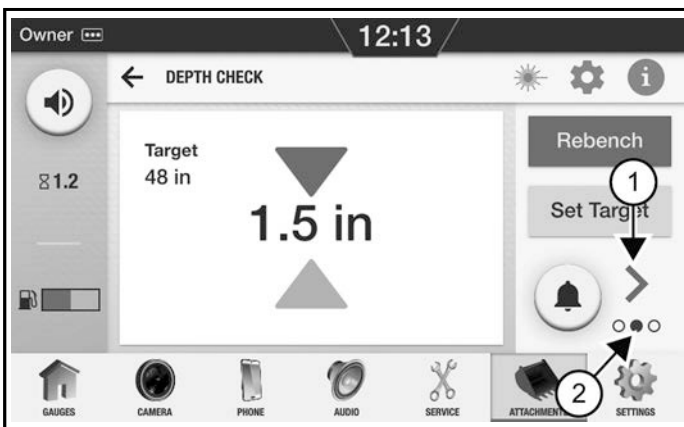 Owner
12:13
DEPTH CHECK
i
Target
48 in
1.5 in
Rebench
Set Target
1.2
1
2
GAUGES
CAMERA
PHONE
AUDIO
SERVICE
ATTACHMENTS
SETTINGS